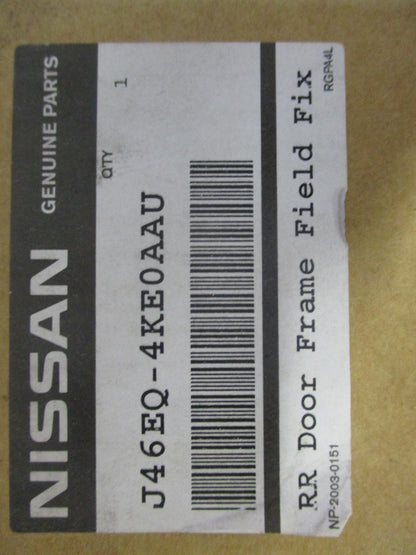 NISSAN GENUINE PARTS
QTY 1
J46EQ-4KE0AAU
RR Door Frame Field Fix
NP-2003-0151 RGPA4L